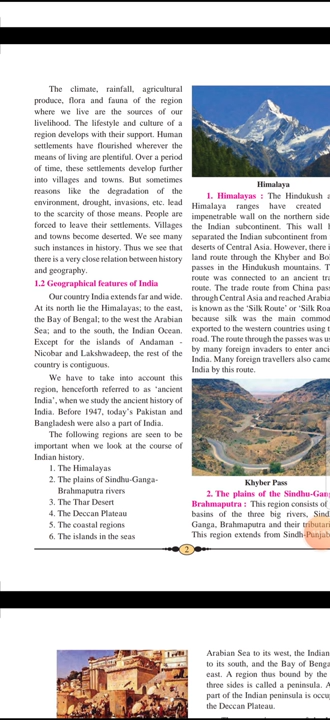 The climate, rainfall, agricultural
produce, flora and fauna of the region
where we live are the sources of our
livelihood. The lifestyle and culture of a
region develops with their support. Human
settlements have flourished wherever the
means of living are plentiful. Over a period
of time, these settlements develop further
into villages and towns. But sometimes
reasons like the degradation of the
environment, drought, invasions, etc. lead
to the scarcity of those means. People are
forced to leave their settlements. Villages
and towns become deserted. We see many
such instances in history. Thus we see that
there is a very close relation between history
and geography.
1.2 Geographical features of India
Our country India extends far and wide.
At its north lie the Himalayas; to the east,
the Bay of Bengal; to the west the Arabian
Sea; and to the south, the Indian Ocean.
Except for the islands of Andaman -
Nicobar and Lakshwadeep, the rest of the
country is contiguous.
We have to take into account this
region, henceforth referred to as 'ancient
India', when we study the ancient history of
India. Before 1947, today's Pakistan and
Bangladesh were also a part of India.
The following regions are seen to be
important when we look at the course of
Indian history.
1. The Himalayas
2. The plains of Sindhu-Ganga-
Brahmaputra rivers
3. The Thar Desert
4. The Deccan Plateau
5. The coastal regions
6. The islands in the seas
Himalaya
1. Himalayas : The Hindukush a
Himalaya ranges have created
impenetrable wall on the northern side
the Indian subcontinent. This wall h
separated the Indian subcontinent from
deserts of Central Asia. However, there i
land route through the Khyber and Bol
passes in the Hindukush mountains. T
route was connected to an ancient tra
route. The trade route from China pass
through Central Asia and reached Arabia
is known as the 'Silk Route' or 'Silk Roa
because silk was the main commod
exported to the western countries using t
road. The route through the passes was us
by many foreign invaders to enter anci
India. Many foreign travellers also came
India by this route.
Khyber Pass
2. The plains of the Sindhu-Gang
Brahmaputra : This region consists of
basins of the three big rivers, Sind
Ganga, Brahmaputra and their tributari
This region extends from Sindh-Punjab
2
Arabian Sea to its west, the Indian
to its south, and the Bay of Benga
east. A region thus bound by the
three sides is called a peninsula. A
part of the Indian peninsula is occup
the Deccan Plateau.